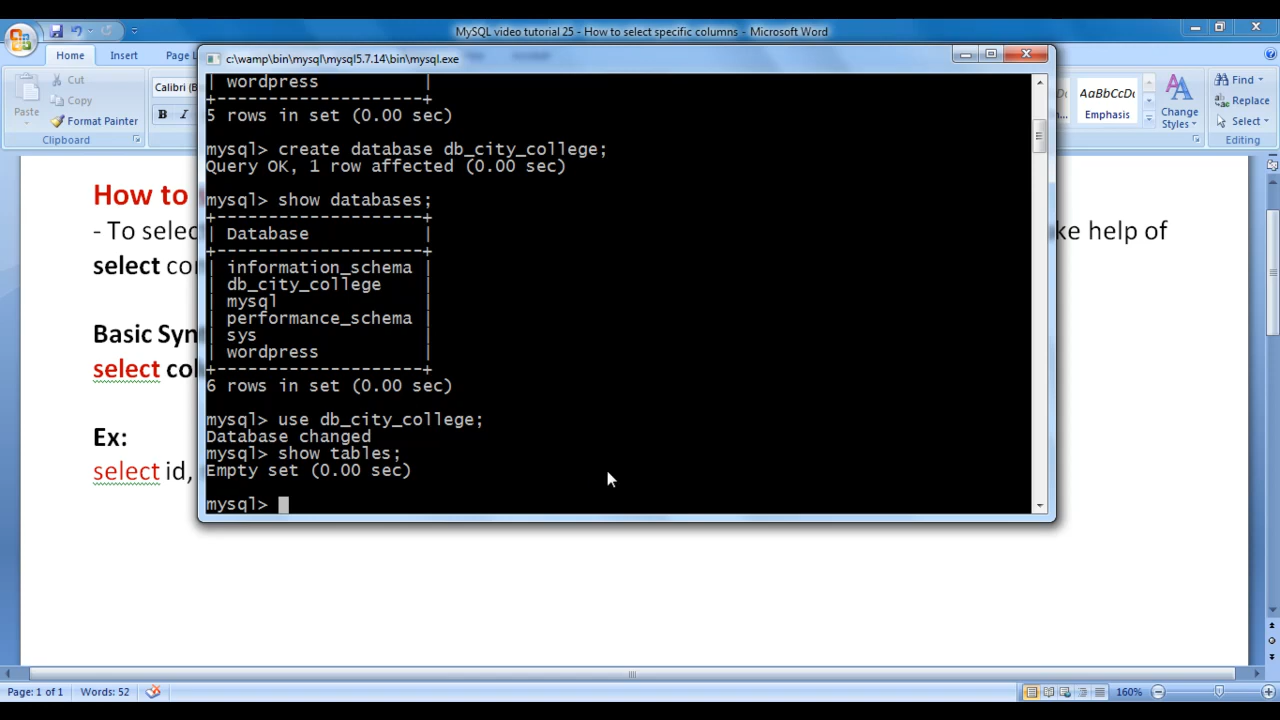 MySQL video tutorial 25 - How to select specific columns - Microsoft Word
Home Insert Page L
Cut
Copy
Paste
Format Painter
Clipboard
Calibri (B
B I
AaBbCcDc
Emphasis
Change Styles
Find
Replace
Select
Editing
c:\wamp\bin\mysql\mysql5.7.14\bin\mysql.exe
| wordpress |
+--------------------+
5 rows in set (0.00 sec)
mysql> create database db_city_college;
Query OK, 1 row affected (0.00 sec)
mysql> show databases;
+--------------------+
| Database |
+--------------------+
| information_schema |
| db_city_college |
| mysql |
| performance_schema |
| sys |
| wordpress |
+--------------------+
6 rows in set (0.00 sec)
mysql> use db_city_college;
Database changed
mysql> show tables;
Empty set (0.00 sec)
mysql>
How to
- To selec ke help of
select co
Basic Syn
select col
Ex:
select id,
Page: 1 of 1 Words: 52 160%